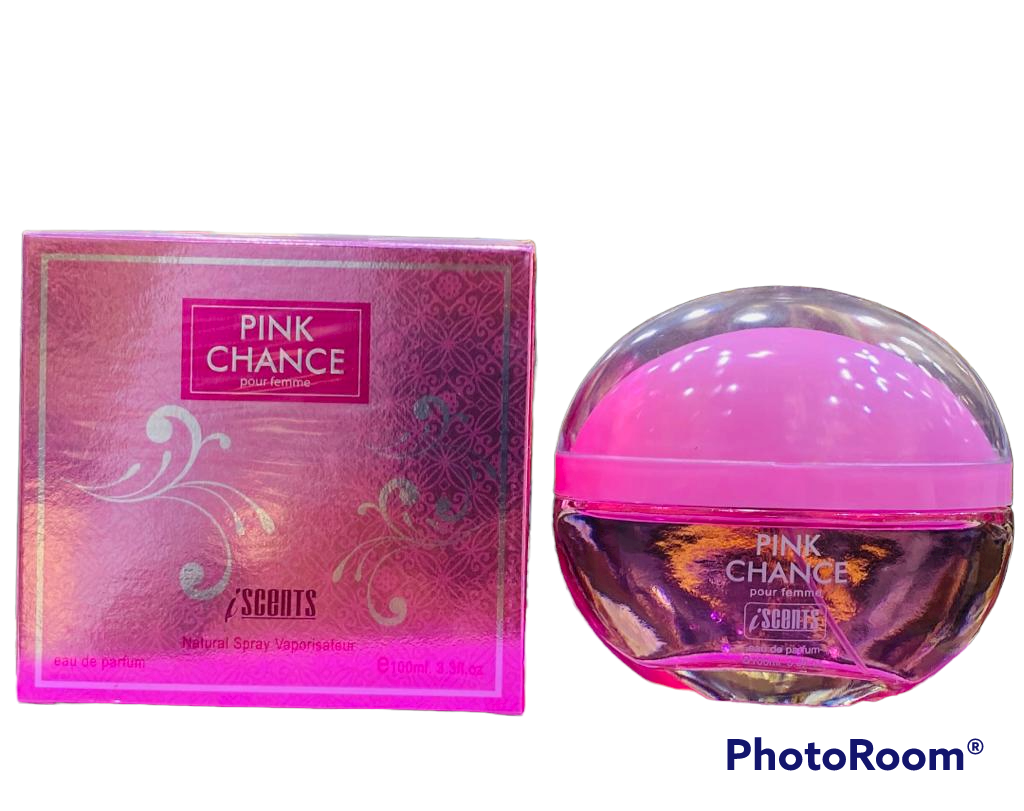 PINK
CHANCE
pour femme
iSCENTS
Natural Spray Vaporisateur
eau de parfum
e100ml. 3.3fl.oz
PINK
CHANCE
pour femme
iSCENTS
eau de parfum
PhotoRoom®